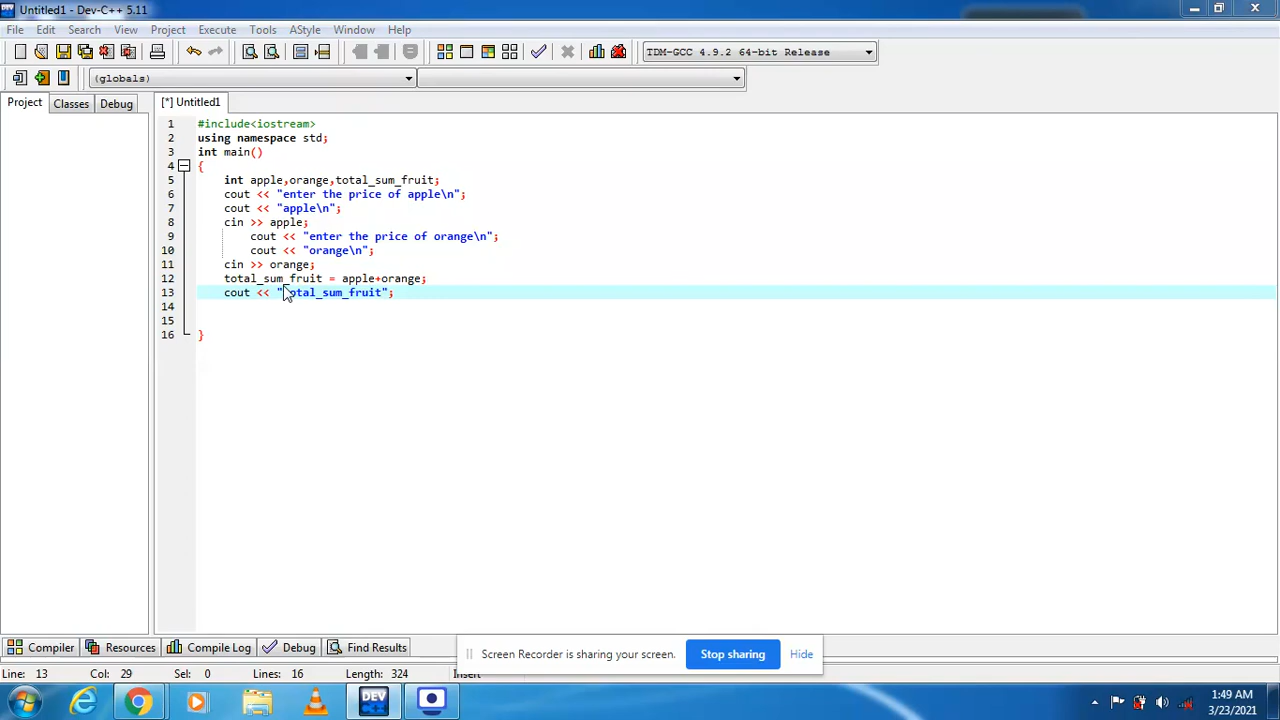 Untitled1 - Dev-C++ 5.11
File Edit Search View Project Execute Tools AStyle Window Help
TDM-GCC 4.9.2 64-bit Release
(globals)
Project Classes Debug [*] Untitled1
1 #include<iostream>
2 using namespace std;
3 int main()
4 {
5 int apple,orange,total_sum_fruit;
6 cout << "enter the price of apple\n";
7 cout << "apple\n";
8 cin >> apple;
9 cout << "enter the price of orange\n";
10 cout << "orange\n";
11 cin >> orange;
12 total_sum_fruit = apple+orange;
13 cout << "total_sum_fruit";
14
15
16 }
Compiler Resources Compile Log Debug Find Results
Screen Recorder is sharing your screen. Stop sharing Hide
Line: 13 Col: 29 Sel: 0 Lines: 16 Length: 324 Insert
DEV
1:49 AM
3/23/2021